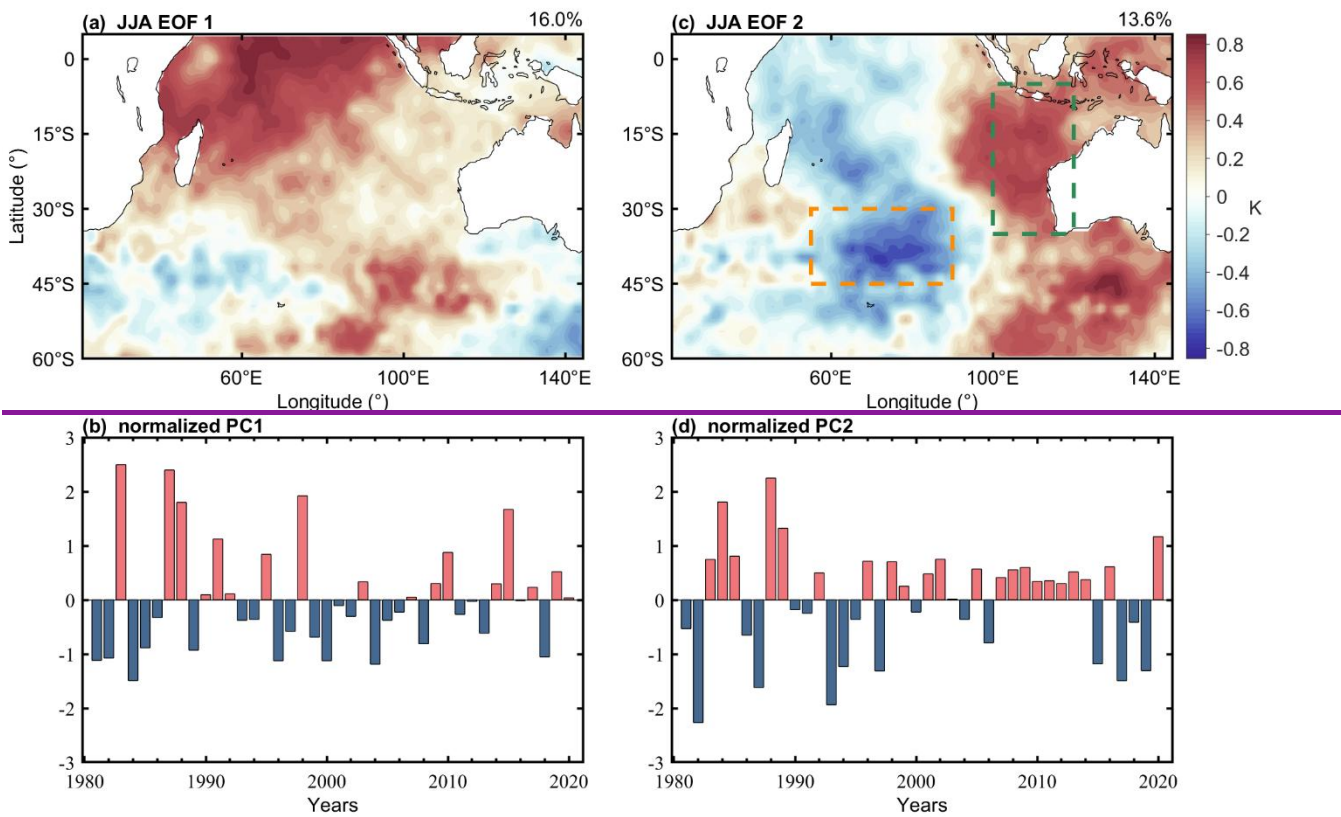 (a) JJA EOF 1 16.0%
0
15°S
30°S
45°S
60°S
Latitude (°)
60°E 100°E 140°E
Longitude (°)
(c) JJA EOF 2 13.6%
0
15°S
30°S
45°S
60°S
60°E 100°E 140°E
Longitude (°)
0.8
0.6
0.4
0.2
0
-0.2
-0.4
-0.6
-0.8
K
(b) normalized PC1
3
2
1
0
-1
-2
-3
1980 1990 2000 2010 2020
Years
(d) normalized PC2
3
2
1
0
-1
-2
-3
1980 1990 2000 2010 2020
Years